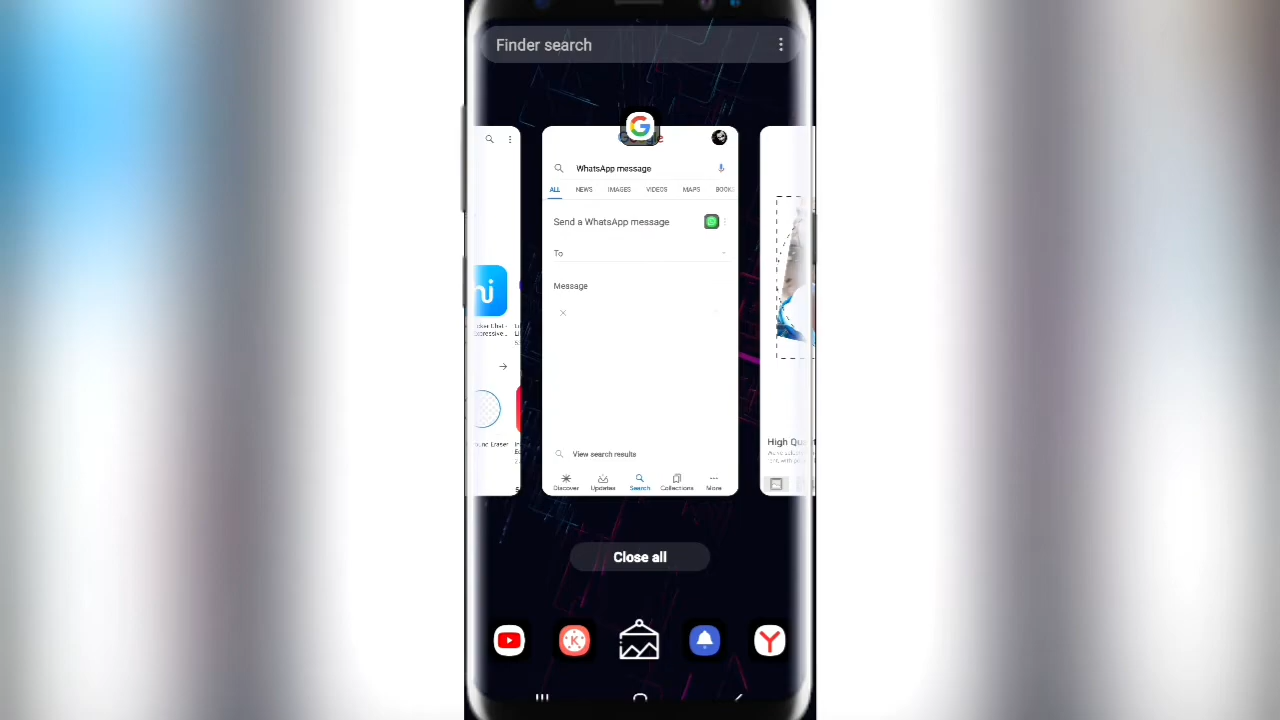 Finder search
Google
WhatsApp message
ALL NEWS IMAGES VIDEOS MAPS
Send a WhatsApp message
To
Message
View search results
Discover Updates Search Collections More
High Qu
Close all